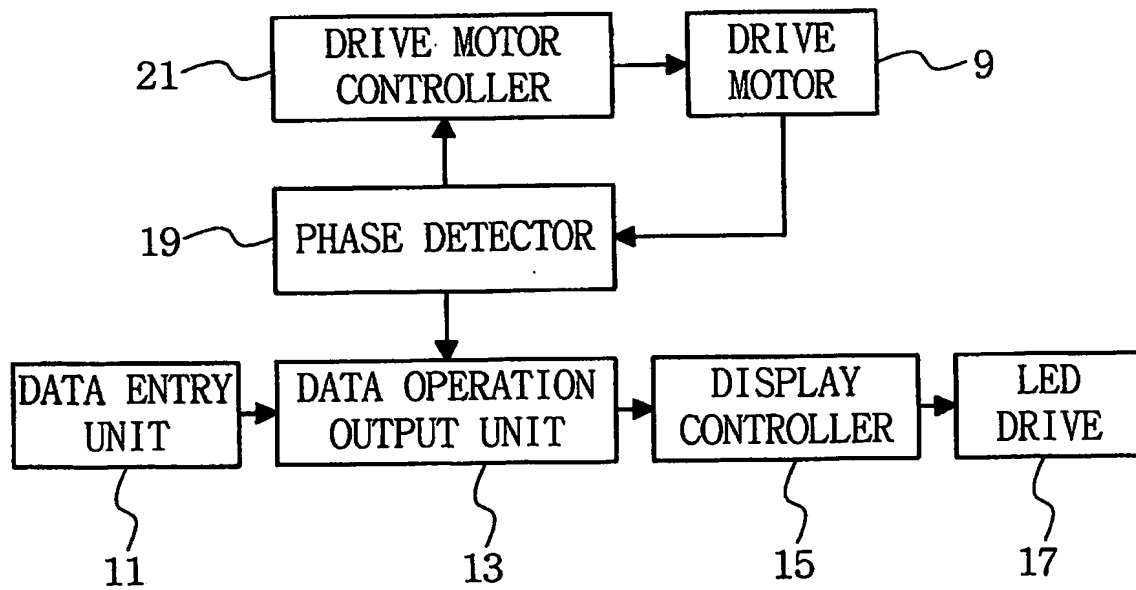 DRIVE MOTOR
CONTROLLER
21
DRIVE
MOTOR
9
PHASE DETECTOR
19
DATA ENTRY
UNIT
DATA OPERATION
OUTPUT UNIT
DISPLAY
CONTROLLER
LED
DRIVE
11
13
15
17